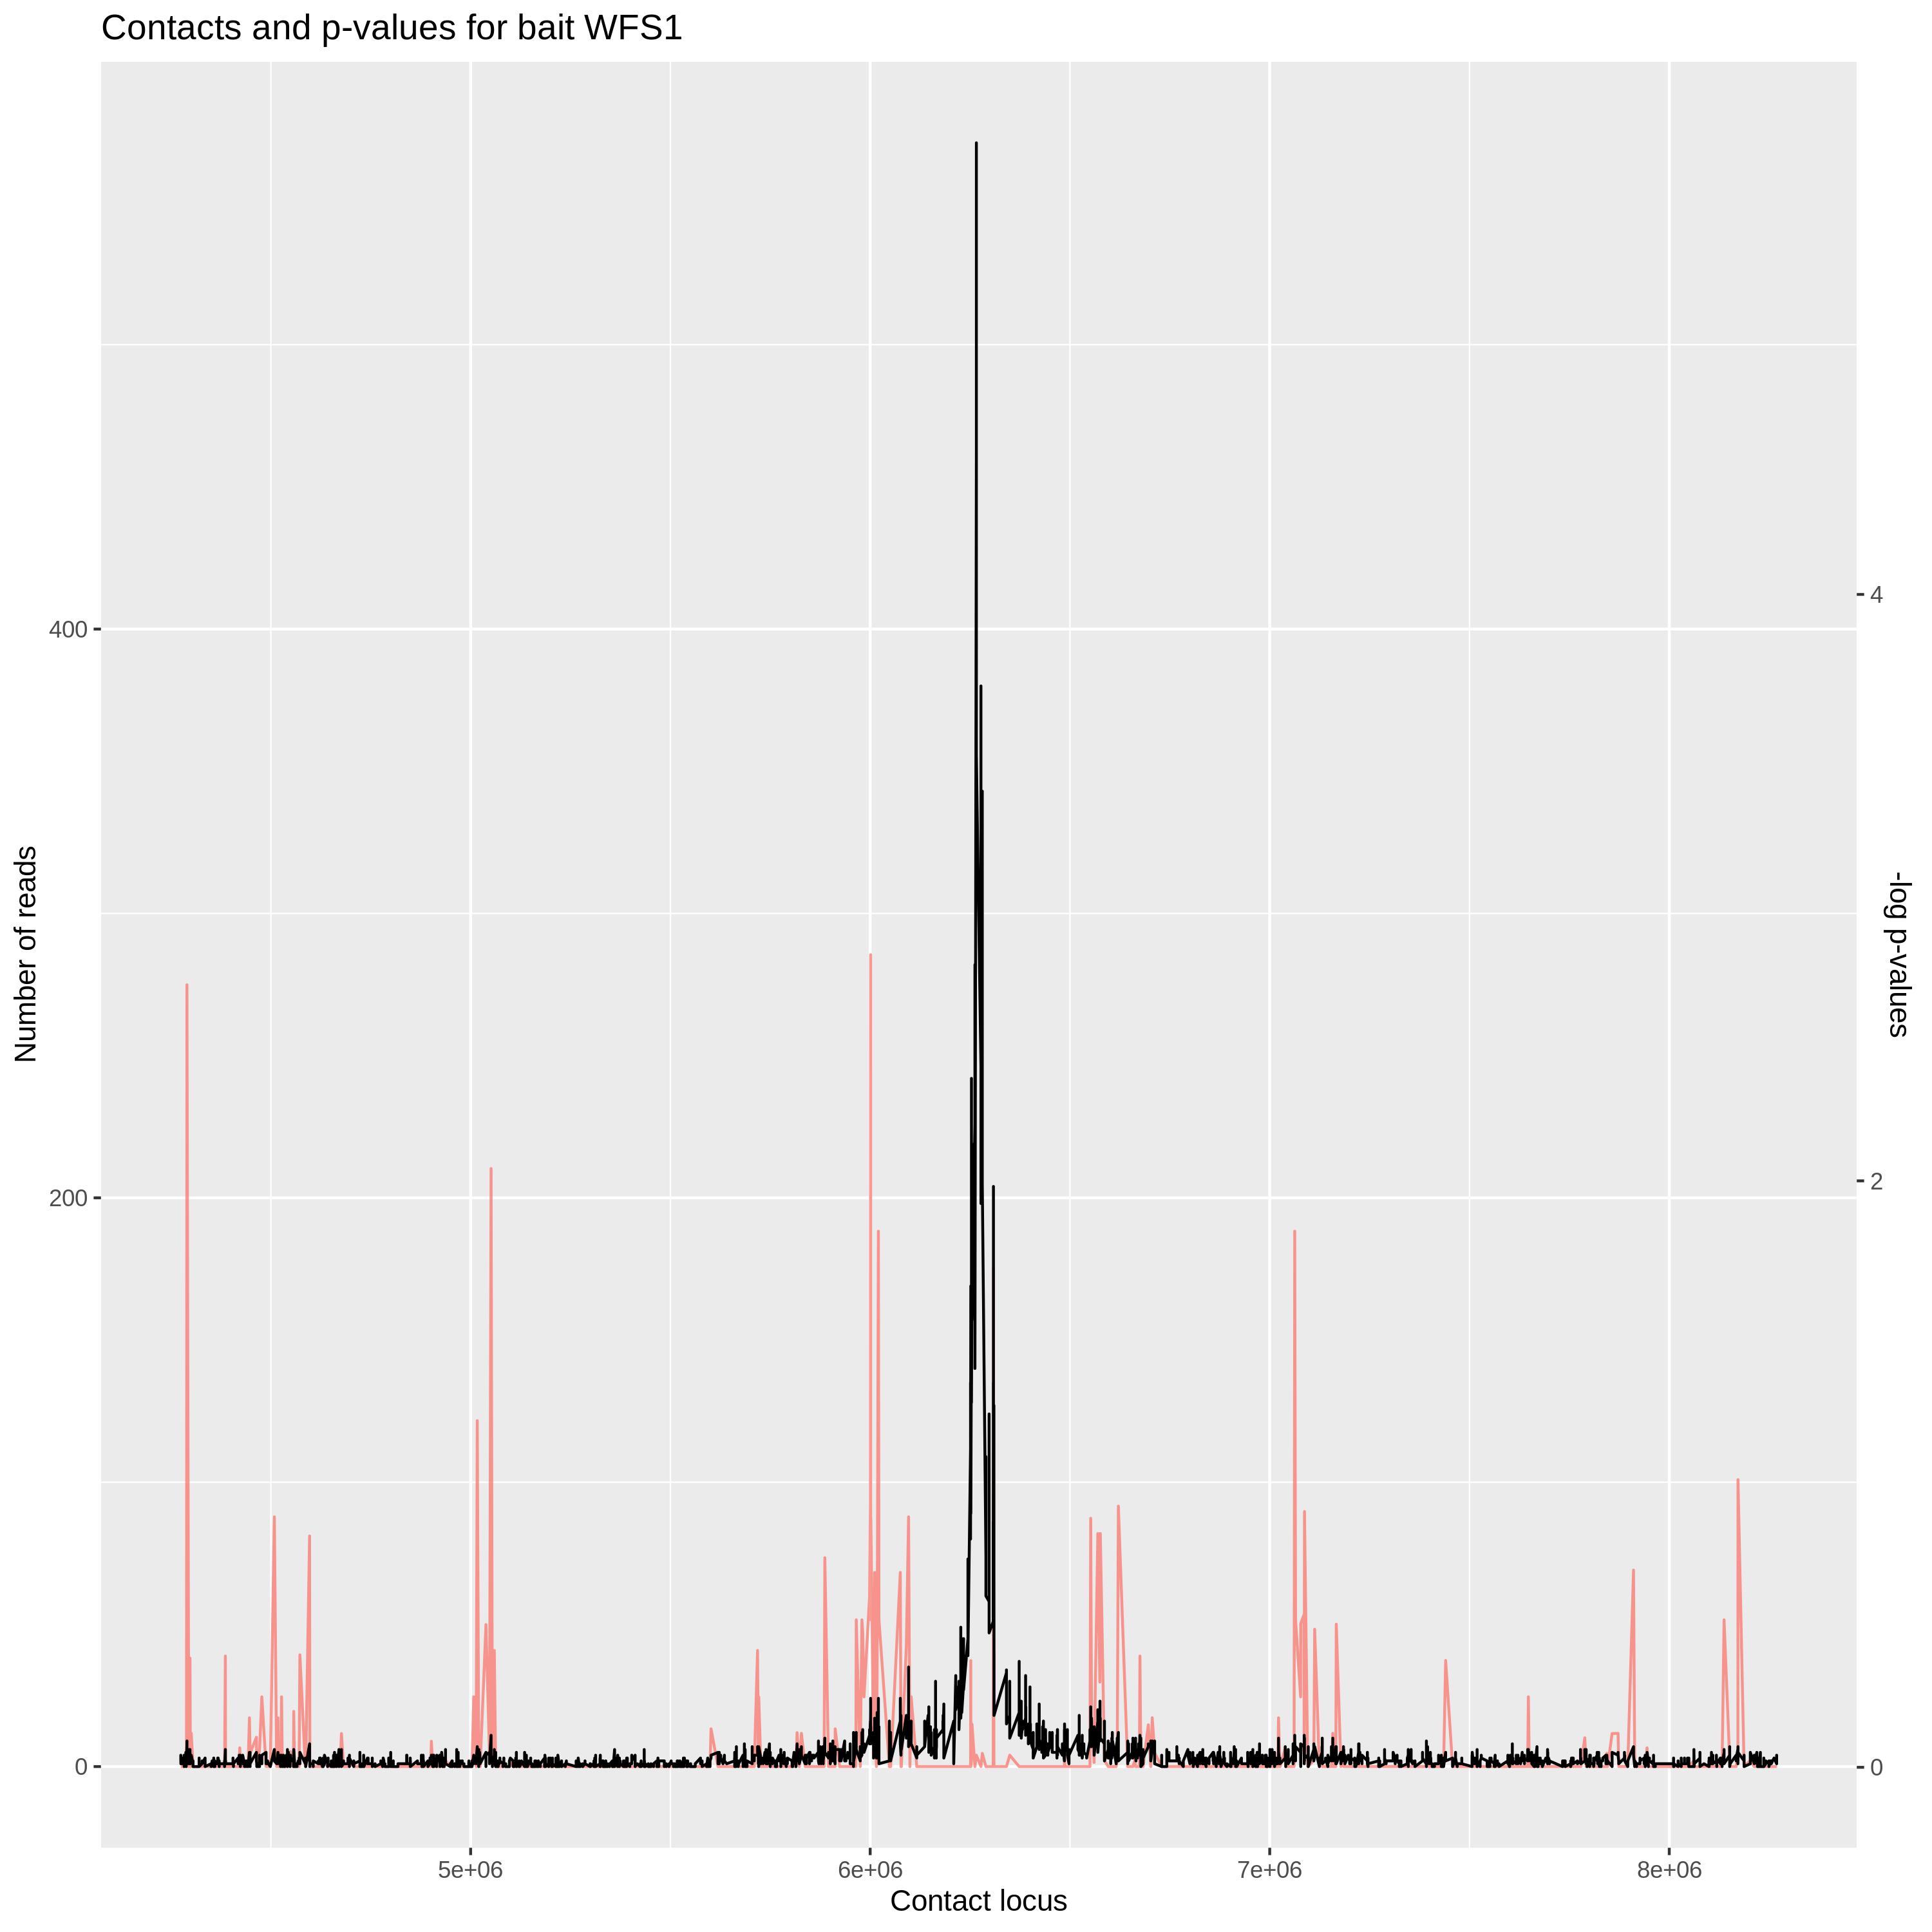 Contacts and p-values for bait WFS1
Number of reads
400
200
0
4
2
0
-log p-values
5e+06
6e+06
7e+06
8e+06
Contact locus